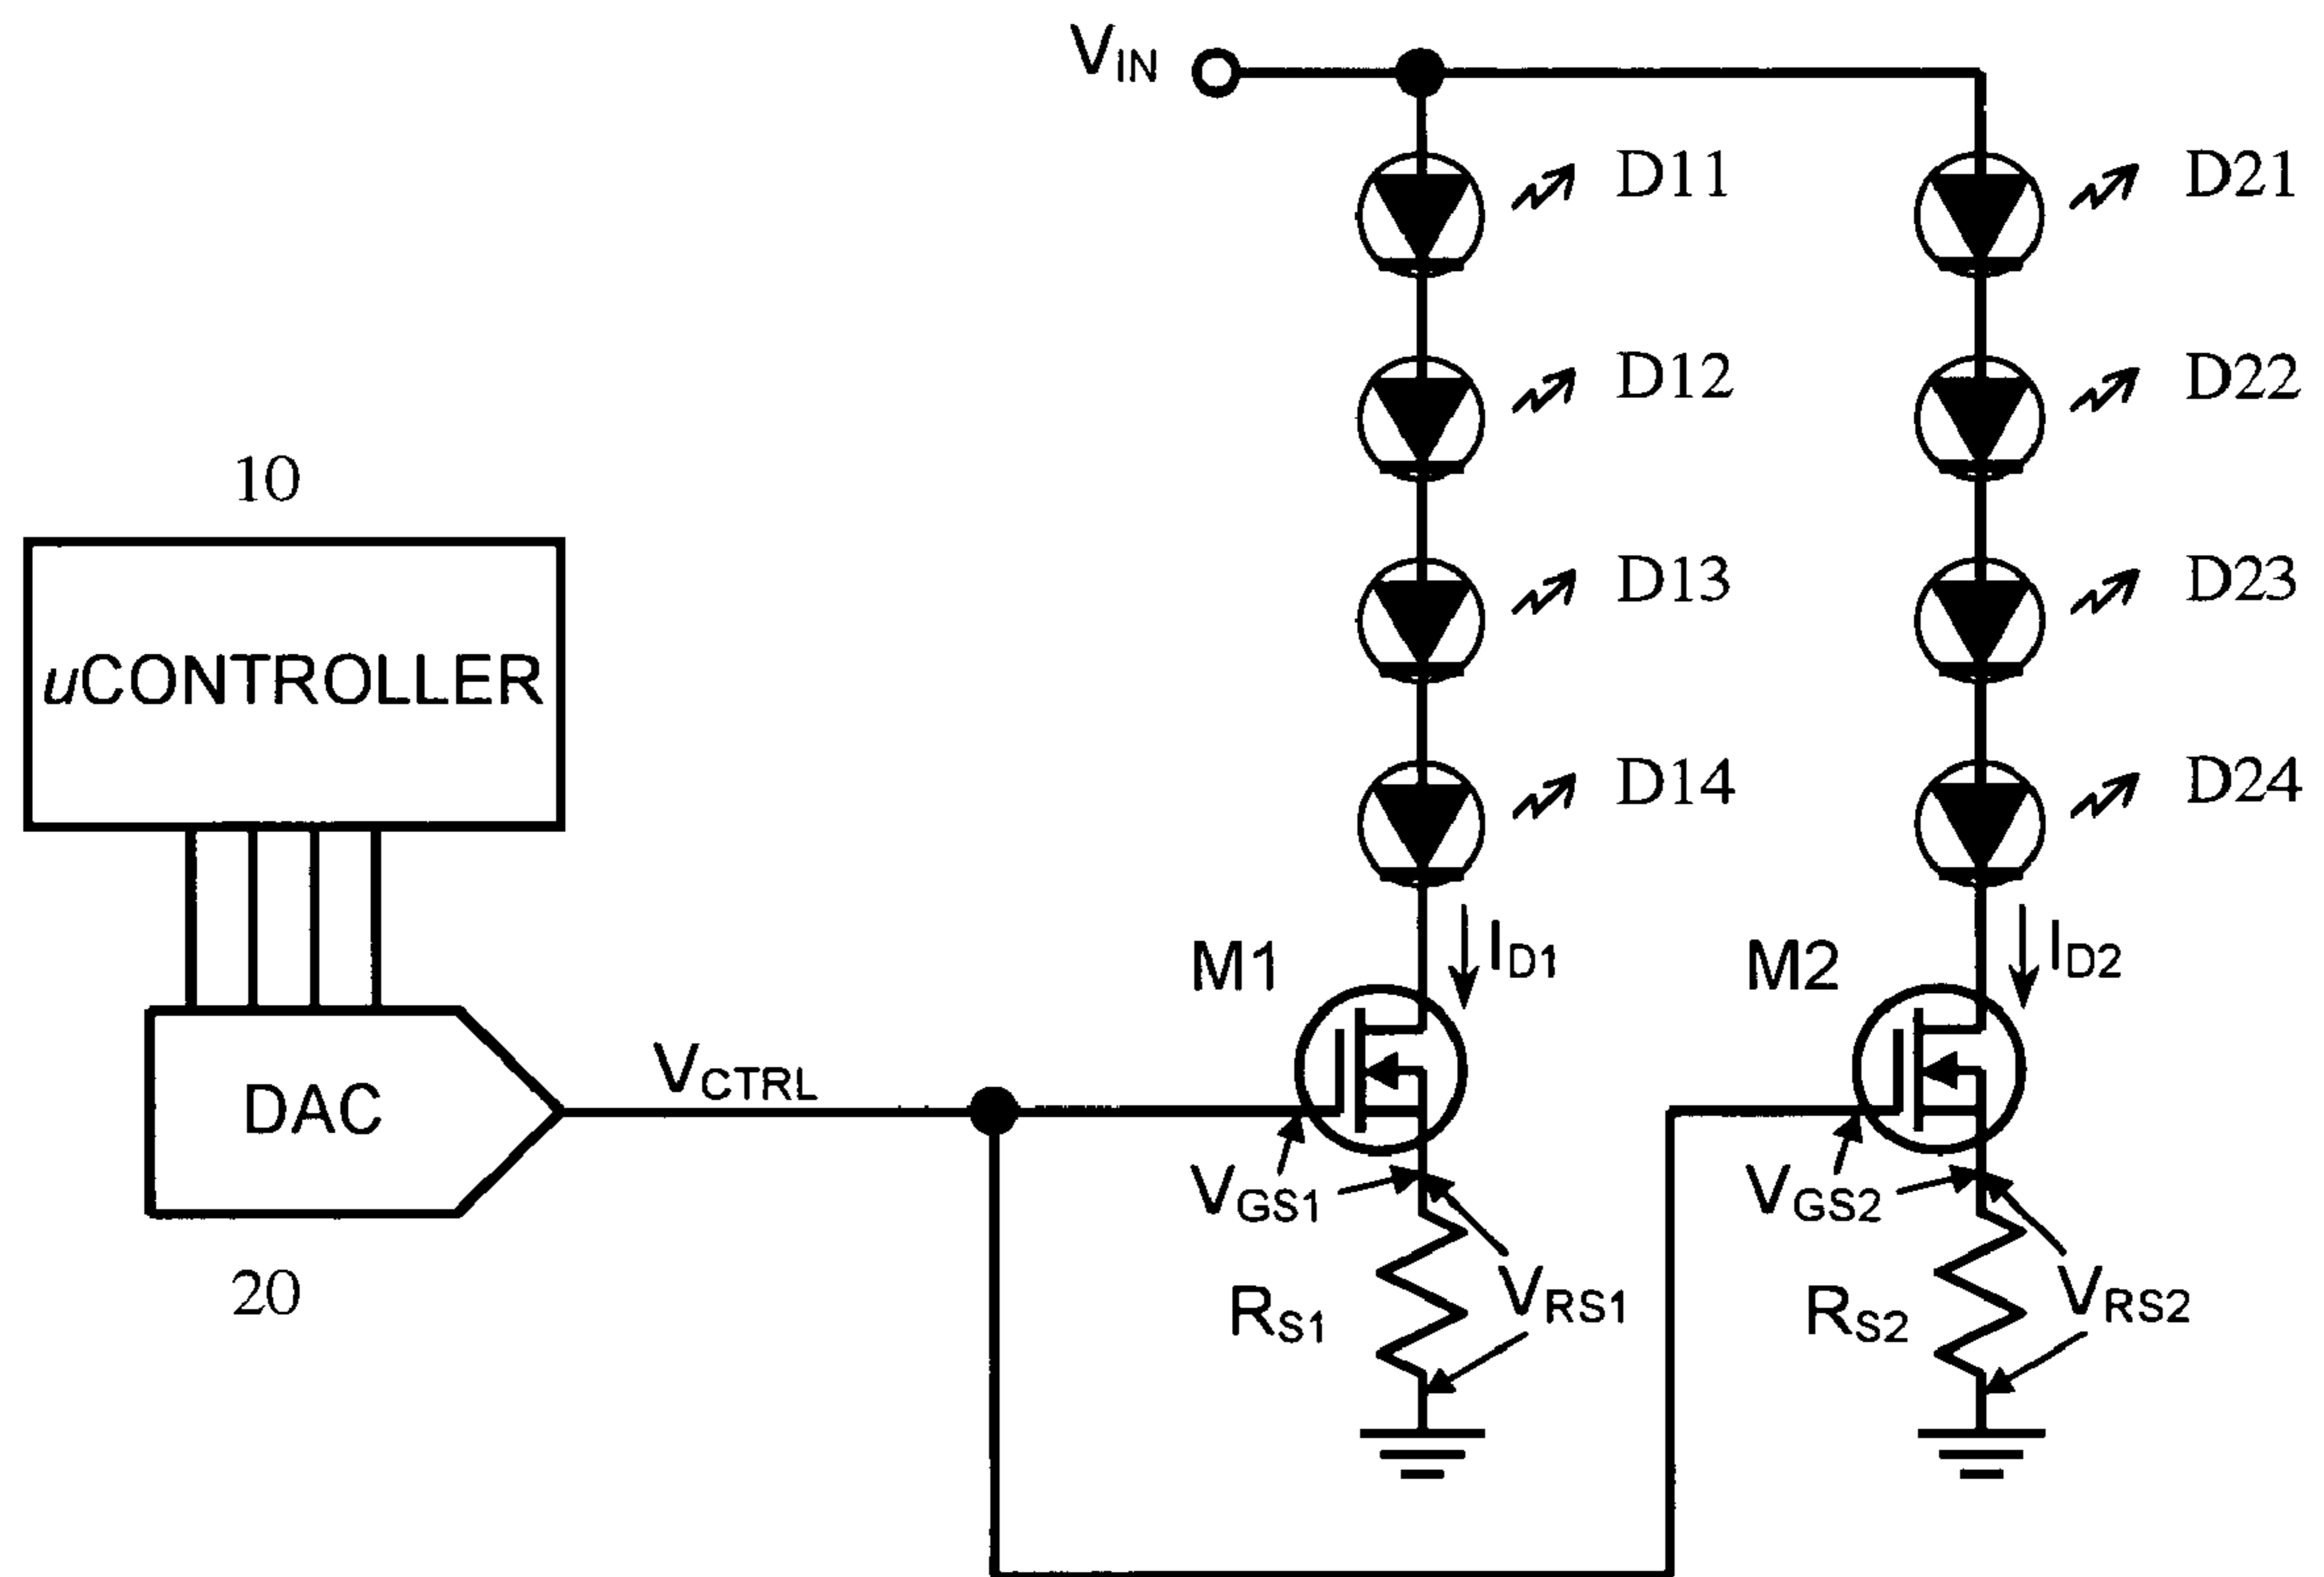 VIN
D11
D21
D12
D22
10
D13
D23
uCONTROLLER
D14
D24
M1
ID1
M2
ID2
VCTRL
DAC
VGS1
VGS2
20
RS1
VRS1
RS2
VRS2